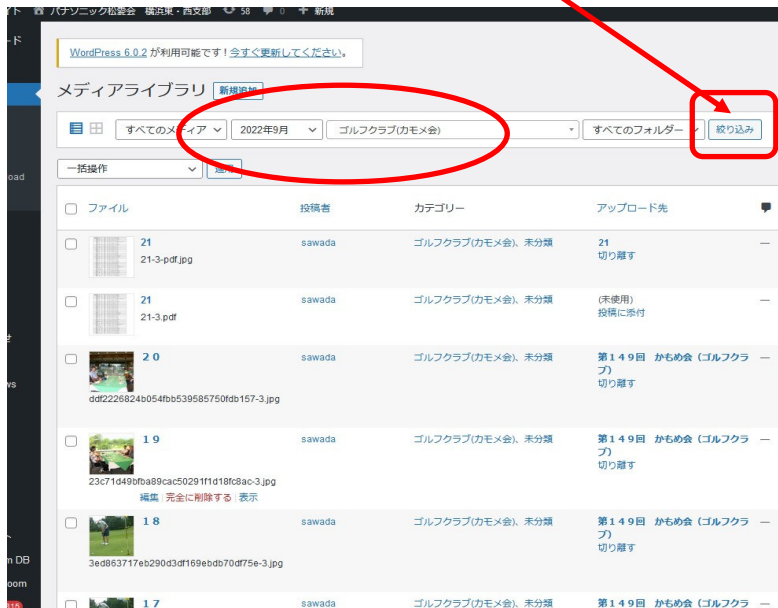 イト パナソニック松愛会 横浜東・西支部 58 0 + 新規
ード
WordPress 6.0.2 が利用可能です ! 今すぐ更新してください。
メディアライブラリ 新規追加
すべてのメディア 2022年9月 ゴルフクラブ(カモメ会) すべてのフォルダー 絞り込み
一括操作 適用
oad
ファイル 投稿者 カテゴリー アップロード先
21 sawada ゴルフクラブ(カモメ会)、未分類 21 —
21-3-pdf.jpg 切り離す
21 sawada ゴルフクラブ(カモメ会)、未分類 (未使用) —
21-3.pdf 投稿に添付
せ
20 sawada ゴルフクラブ(カモメ会)、未分類 第149回 かもめ会(ゴルフクラブ) —
切り離す
ws
ddf2226824b054fbb539585750fdb157-3.jpg
19 sawada ゴルフクラブ(カモメ会)、未分類 第149回 かもめ会(ゴルフクラブ) —
切り離す
23c71d49bfba89cac50291f1d18fc8ac-3.jpg
編集 | 完全に削除する | 表示
18 sawada ゴルフクラブ(カモメ会)、未分類 第149回 かもめ会(ゴルフクラブ) —
切り離す
ト
m DB
3ed863717eb290d3df169ebdb70df75e-3.jpg
oom
17 sawada ゴルフクラブ(カモメ会)、未分類 第149回 かもめ会(ゴルフクラ —